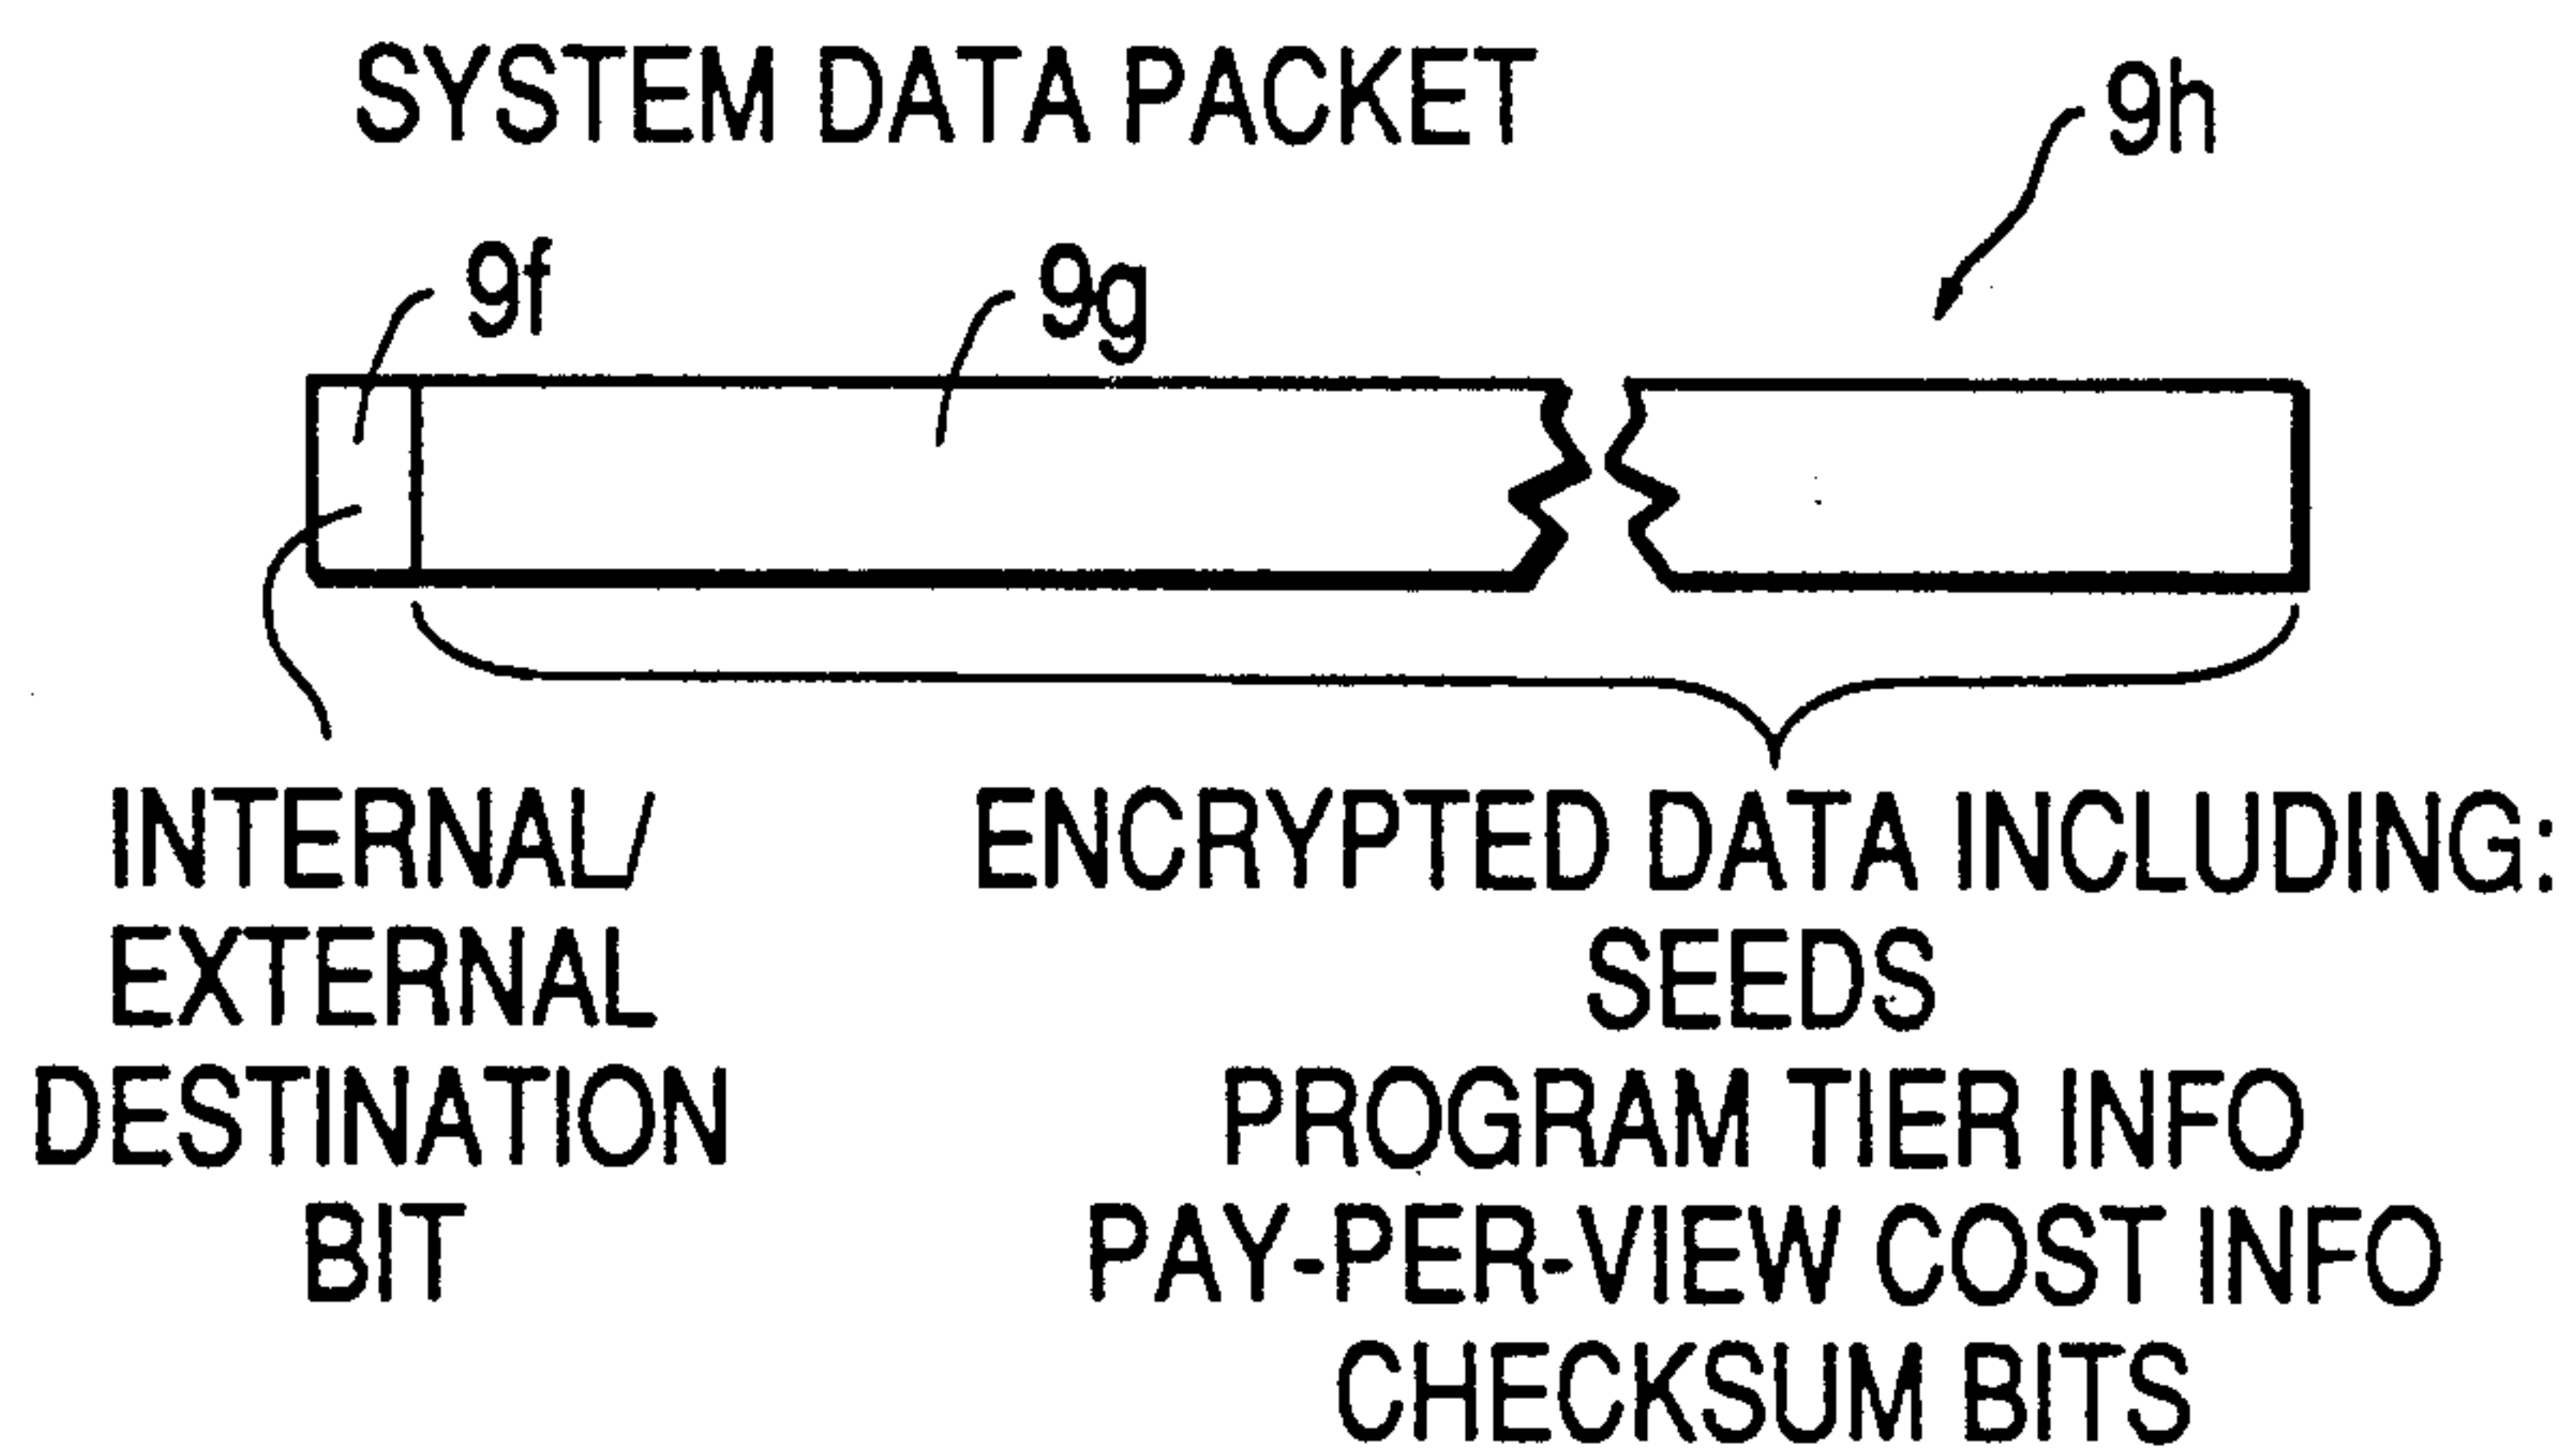 SYSTEM DATA PACKET
9h
9f
9g
INTERNAL/
EXTERNAL
DESTINATION
BIT
ENCRYPTED DATA INCLUDING:
SEEDS
PROGRAM TIER INFO
PAY-PER-VIEW COST INFO
CHECKSUM BITS